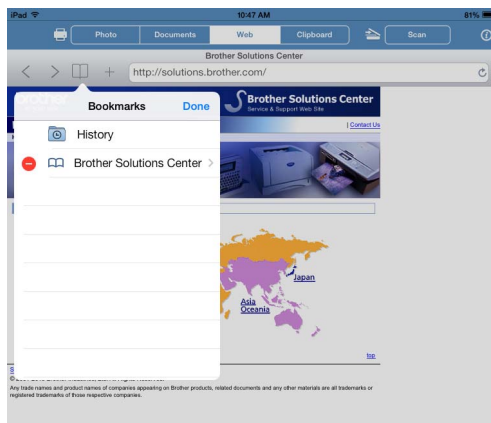 iPad 10:47 AM 81%
Photo Documents Web Clipboard Scan
Brother Solutions Center
http://solutions.brother.com/
Bookmarks Done
Brother Solutions Center
Service & Support Web Site
| Contact Us
History
Brother Solutions Center
Japan
Asia
Oceania
top
Any trade names and product names of companies appearing on Brother products, related documents and any other materials are all trademarks or
registered trademarks of those respective companies.